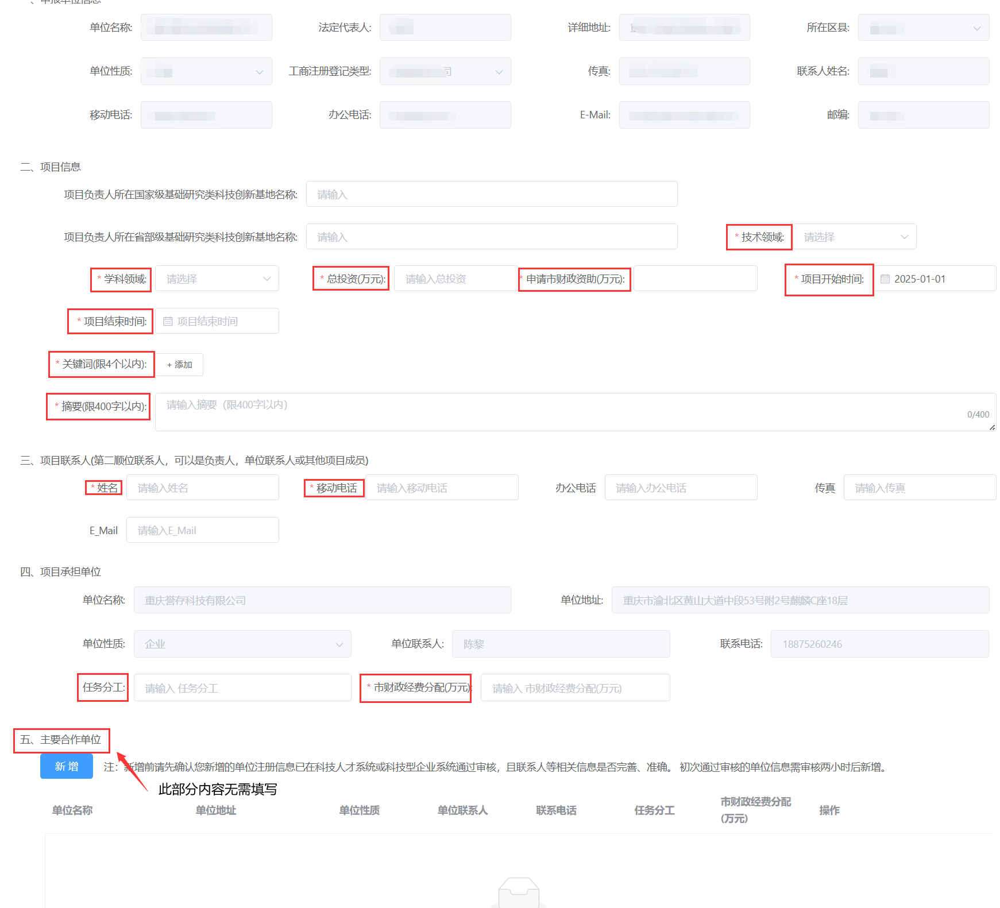 、申报单位信息
单位名称: 法定代表人: 详细地址: 所在区县:
单位性质: 工商注册登记类型: 司 传真: 联系人姓名:
移动电话: 办公电话: E-Mail: 邮编:
二、项目信息
项目负责人所在国家级基础研究类科技创新基地名称: 请输入
项目负责人所在省部级基础研究类科技创新基地名称: 请输入 * 技术领域: 请选择
* 学科领域: 请选择 * 总投资(万元): 请输入总投资 * 申请市财政资助(万元): * 项目开始时间: 2025-01-01
* 项目结束时间: 项目结束时间
* 关键词(限4个以内): + 添加
* 摘要(限400字以内): 请输入摘要（限400字以内）
0/400
三、项目联系人(第二顺位联系人，可以是负责人，单位联系人或其他项目成员)
* 姓名 请输入姓名 * 移动电话 请输入移动电话 办公电话 请输入办公电话 传真 请输入传真
E_Mail 请输入E_Mail
四、项目承担单位
单位名称: 重庆誉存科技有限公司 单位地址: 重庆市渝北区黄山大道中段53号附2号麒麟C座18层
单位性质: 企业 单位联系人: 陈黎 联系电话: 18875260246
任务分工: 请输入 任务分工 * 市财政经费分配(万元): 请输入 市财政经费分配(万元)
五、主要合作单位
新 增 注：新增前请先确认您新增的单位注册信息已在科技人才系统或科技型企业系统通过审核，且联系人等相关信息是否完善、准确。 初次通过审核的单位信息需审核两小时后新增。
此部分内容无需填写
单位名称 单位地址 单位性质 单位联系人 联系电话 任务分工 市财政经费分配(万元) 操作